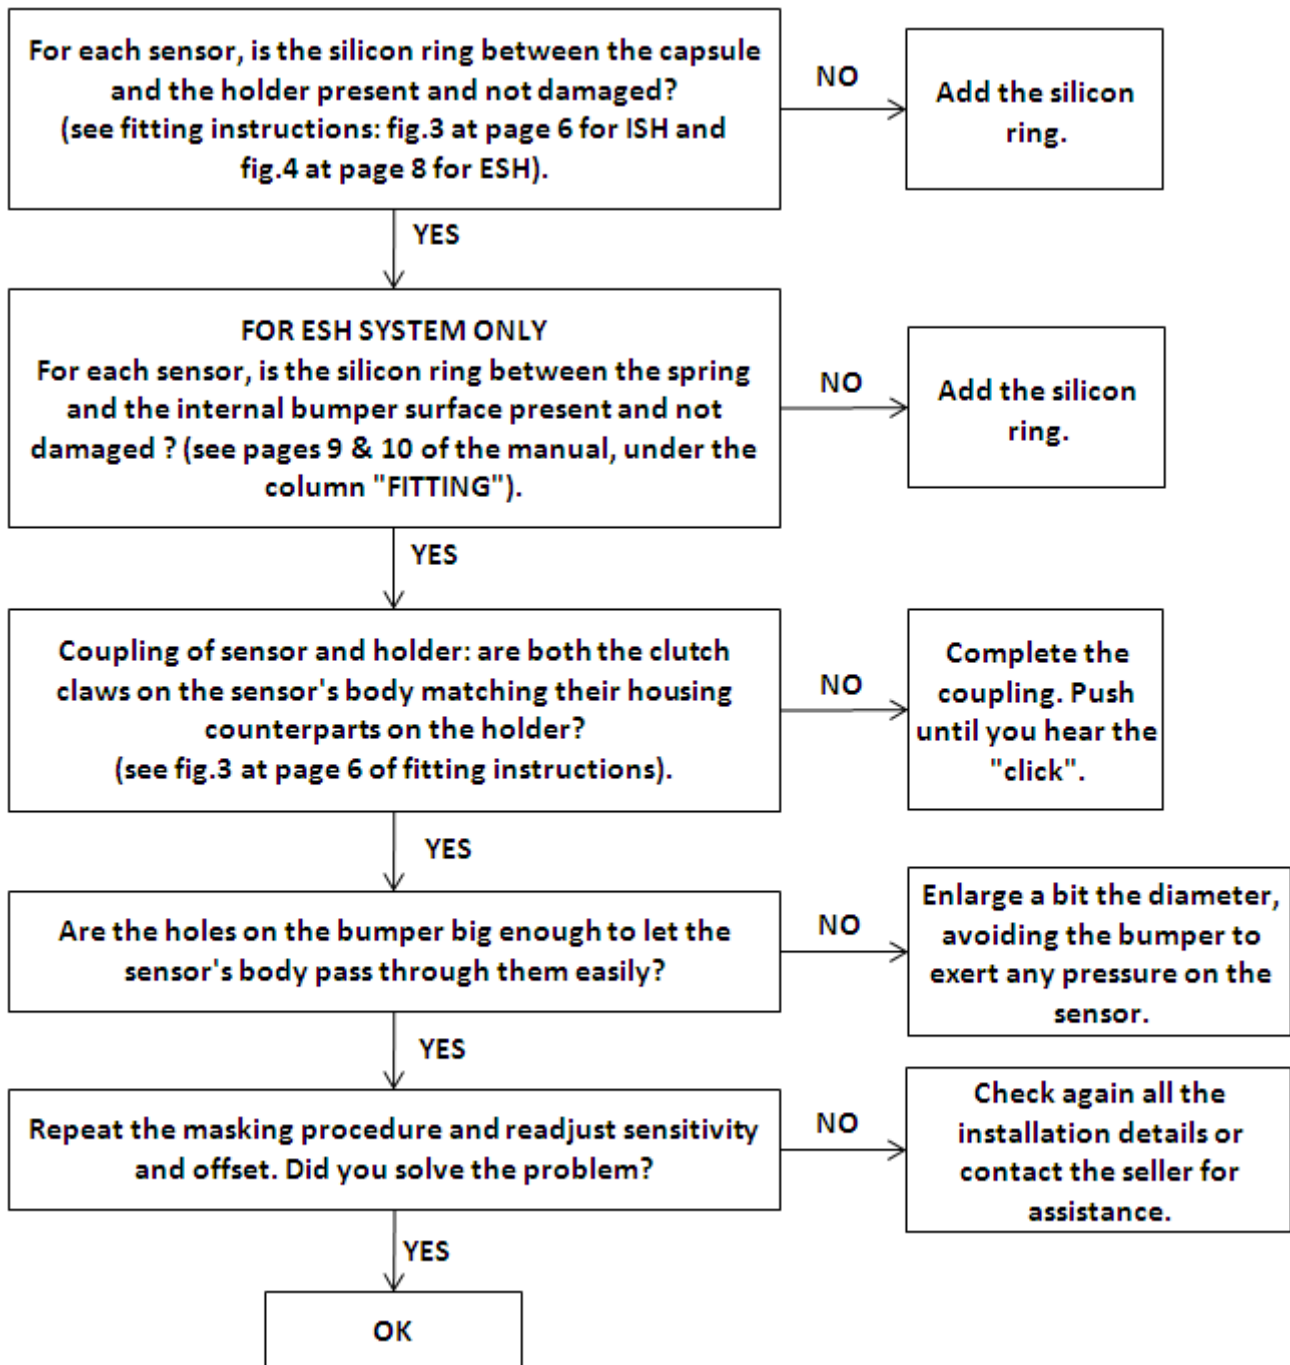 For each sensor, is the silicon ring between the capsule
and the holder present and not damaged?
(see fitting instructions: fig.3 at page 6 for ISH and
fig.4 at page 8 for ESH).
NO
Add the silicon
ring.
YES
FOR ESH SYSTEM ONLY
For each sensor, is the silicon ring between the spring
and the internal bumper surface present and not
damaged ? (see pages 9 & 10 of the manual, under the
column "FITTING").
NO
Add the silicon
ring.
YES
Coupling of sensor and holder: are both the clutch
claws on the sensor's body matching their housing
counterparts on the holder?
(see fig.3 at page 6 of fitting instructions).
NO
Complete the
coupling. Push
until you hear the
"click".
YES
Are the holes on the bumper big enough to let the
sensor's body pass through them easily?
NO
Enlarge a bit the diameter,
avoiding the bumper to
exert any pressure on the
sensor.
YES
Repeat the masking procedure and readjust sensitivity
and offset. Did you solve the problem?
NO
Check again all the
installation details or
contact the seller for
assistance.
YES
OK